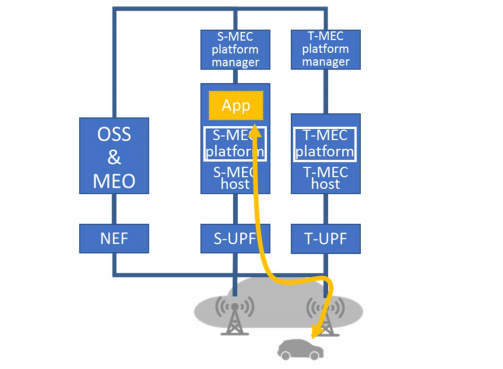 S-MEC
platform
manager
T-MEC
platform
manager
App
OSS
&
MEO
S-MEC
platform
T-MEC
platform
S-MEC
host
T-MEC
host
NEF
S-UPF
T-UPF